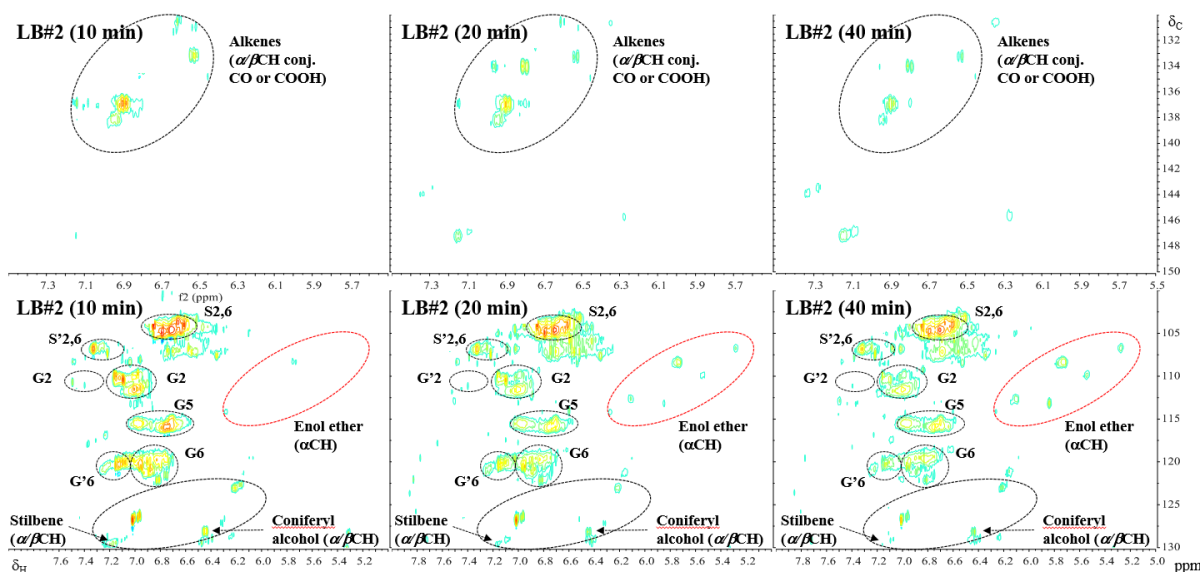 LB#2 (10 min)
Alkenes
(α/βCH conj.
CO or COOH)
7.3 7.1 6.9 6.7 6.5 6.3 6.1 5.9 5.7
f2 (ppm)
LB#2 (20 min)
Alkenes
(α/βCH conj.
CO or COOH)
7.3 7.1 6.9 6.7 6.5 6.3 6.1 5.9 5.7
LB#2 (40 min)
Alkenes
(α/βCH conj.
CO or COOH)
7.3 7.1 6.9 6.7 6.5 6.3 6.1 5.9 5.7
δC
132
134
136
138
140
142
144
146
148
150
LB#2 (10 min)
S2,6
S'2,6
G2
G2
G5
G6
G'6
Enol ether
(αCH)
Stilbene
(α/βCH)
Coniferyl
alcohol (α/βCH)
δH
7.6 7.4 7.2 7.0 6.8 6.6 6.4 6.2 6.0 5.8 5.6 5.4 5.2
LB#2 (20 min)
S2,6
S'2,6
G'2
G2
G5
G6
G'6
Enol ether
(αCH)
Stilbene
(α/βCH)
Coniferyl
alcohol (α/βCH)
7.8 7.6 7.4 7.2 7.0 6.8 6.6 6.4 6.2 6.0 5.8 5.6 5.4 5.2
LB#2 (40 min)
S2,6
S'2,6
G'2
G2
G5
G6
G'6
Enol ether
(αCH)
Stilbene
(α/βCH)
Coniferyl
alcohol (α/βCH)
7.8 7.6 7.4 7.2 7.0 6.8 6.6 6.4 6.2 6.0 5.8 5.6 5.4 5.2 5.0 ppm
100
105
110
115
120
125
130